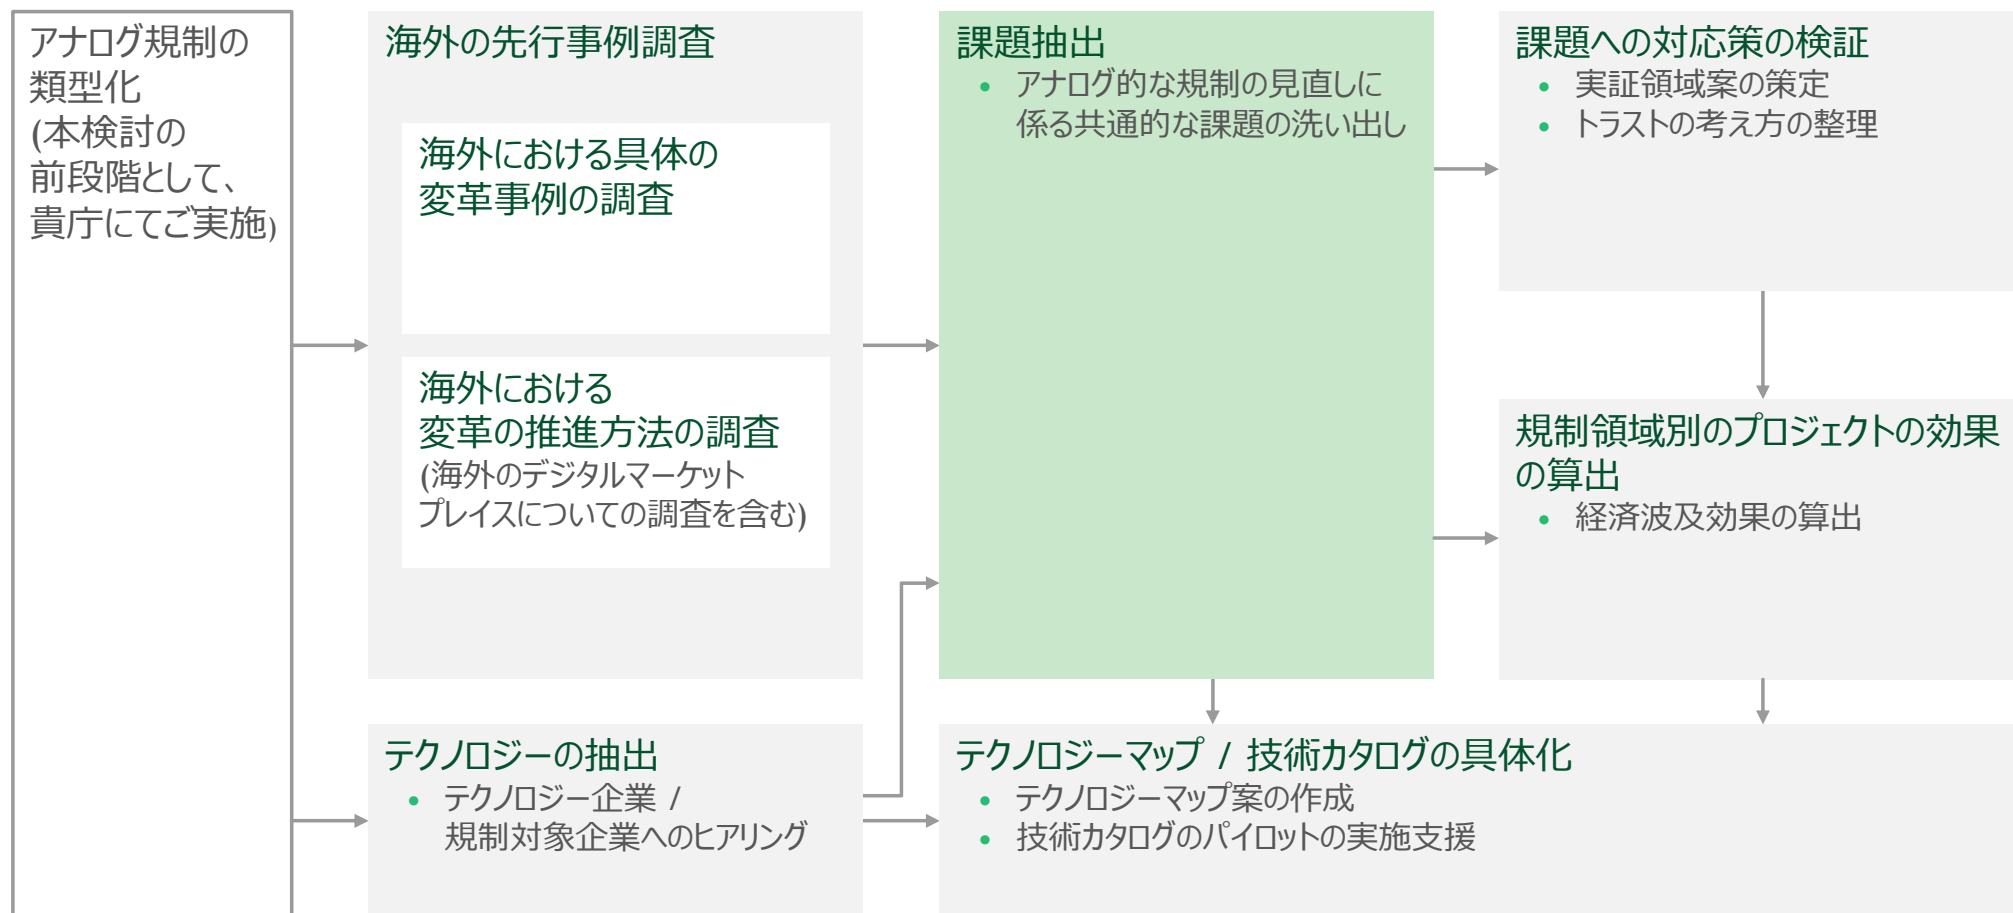 アナログ規制の
類型化
(本検討の
前段階として、
貴庁にてご実施)
海外の先行事例調査
海外における具体の
変革事例の調査
海外における
変革の推進方法の調査
(海外のデジタルマーケット
プレイスについての調査を含む)
テクノロジーの抽出
• テクノロジー企業 /
規制対象企業へのヒアリング
課題抽出
• アナログ的な規制の見直しに
係る共通的な課題の洗い出し
課題への対応策の検証
• 実証領域案の策定
• トラストの考え方の整理
規制領域別のプロジェクトの効果
の算出
• 経済波及効果の算出
テクノロジーマップ / 技術カタログの具体化
• テクノロジーマップ案の作成
• 技術カタログのパイロットの実施支援